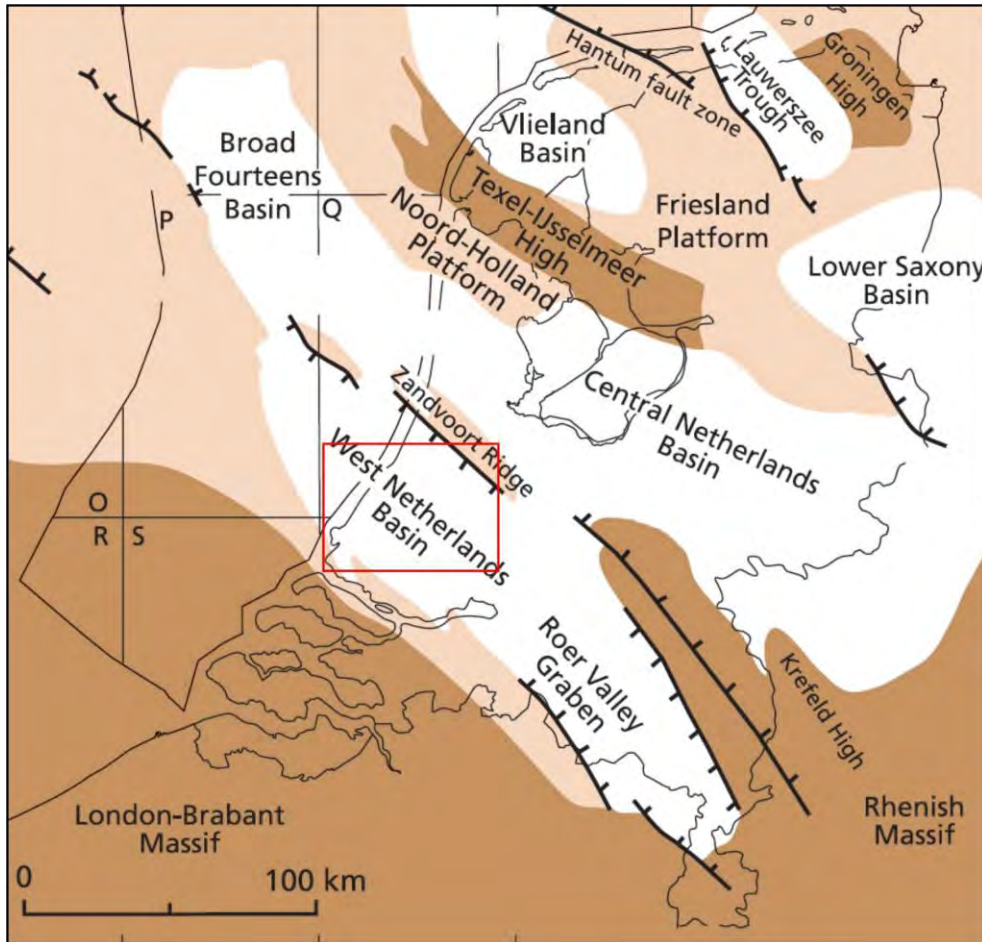 Hantum fault zone
Lauwerszee
Trough
Groningen
High
Vlieland
Basin
Broad
Fourteens
Basin
P
Q
Texel-IJsselmeer
High
Noord-Holland
Platform
Friesland
Platform
Lower Saxony
Basin
Zandvoort Ridge
Central Netherlands
Basin
West Netherlands
Basin
O
R
S
Roer Valley
Graben
Krefeld High
London-Brabant
Massif
Rhenish
Massif
0
100 km